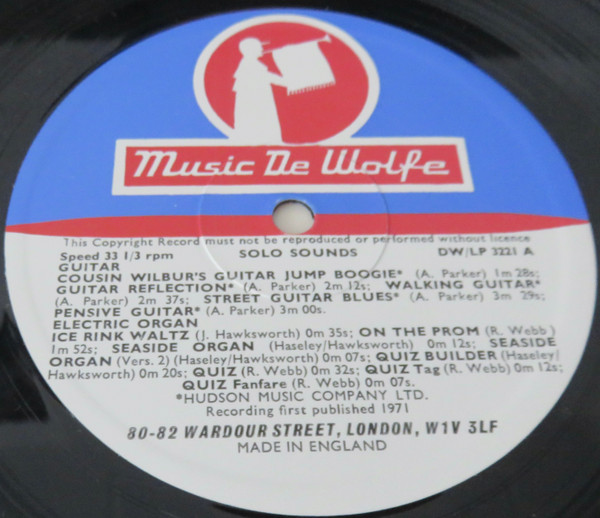 Music De Wolfe
This Copyright Record must not be reproduced or performed without licence
Speed 33 1/3 rpm SOLO SOUNDS DW/LP 3221 A
GUITAR
COUSIN WILBUR'S GUITAR JUMP BOOGIE* (A. Parker) 1m 28s;
GUITAR REFLECTION* (A. Parker) 2m 12s; WALKING GUITAR*
(A. Parker) 2m 37s; STREET GUITAR BLUES* (A. Parker) 3m 29s;
PENSIVE GUITAR* (A. Parker) 3m 00s.
ELECTRIC ORGAN
ICE RINK WALTZ (J. Hawksworth) 0m 35s; ON THE PROM (R. Webb)
1m 52s; SEASIDE ORGAN (Haseley/Hawksworth) 0m 12s; SEASIDE
ORGAN (Vers. 2) (Haseley/Hawksworth) 0m 07s; QUIZ BUILDER (Haseley/
Hawksworth) 0m 20s; QUIZ (R. Webb) 0m 32s; QUIZ Tag (R. Webb) 0m 12s;
QUIZ Fanfare (R. Webb) 0m 07s.
*HUDSON MUSIC COMPANY LTD.
Recording first published 1971
80-82 WARDOUR STREET, LONDON, W1V 3LF
MADE IN ENGLAND